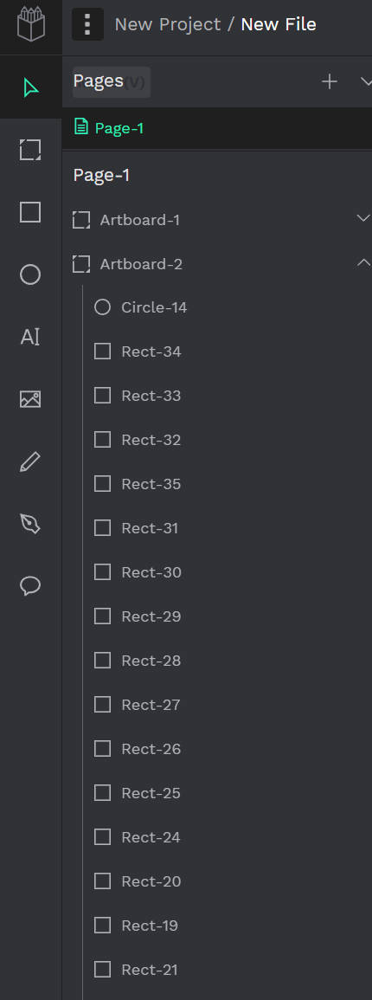 New Project / New File
Pages (V)
Page-1
Page-1
Artboard-1
Artboard-2
Circle-14
Rect-34
Rect-33
Rect-32
Rect-35
Rect-31
Rect-30
Rect-29
Rect-28
Rect-27
Rect-26
Rect-25
Rect-24
Rect-20
Rect-19
Rect-21
AI